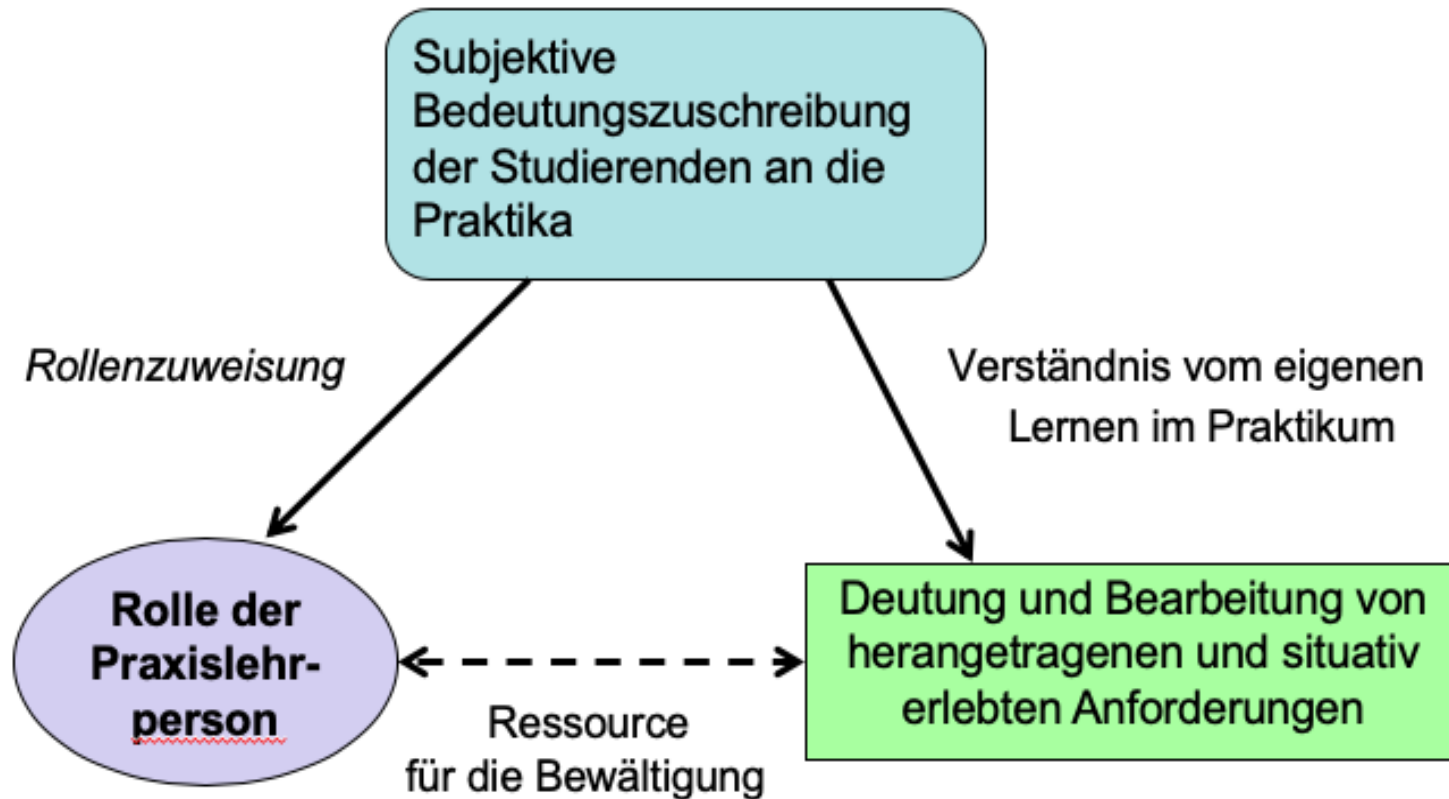 Subjektive
Bedeutungszuschreibung
der Studierenden an die
Praktika
Rollenzuweisung
Verständnis vom eigenen
Lernen im Praktikum
Rolle der
Praxislehr-
person
Ressource
für die Bewältigung
Deutung und Bearbeitung von
herangetragenen und situativ
erlebten Anforderungen